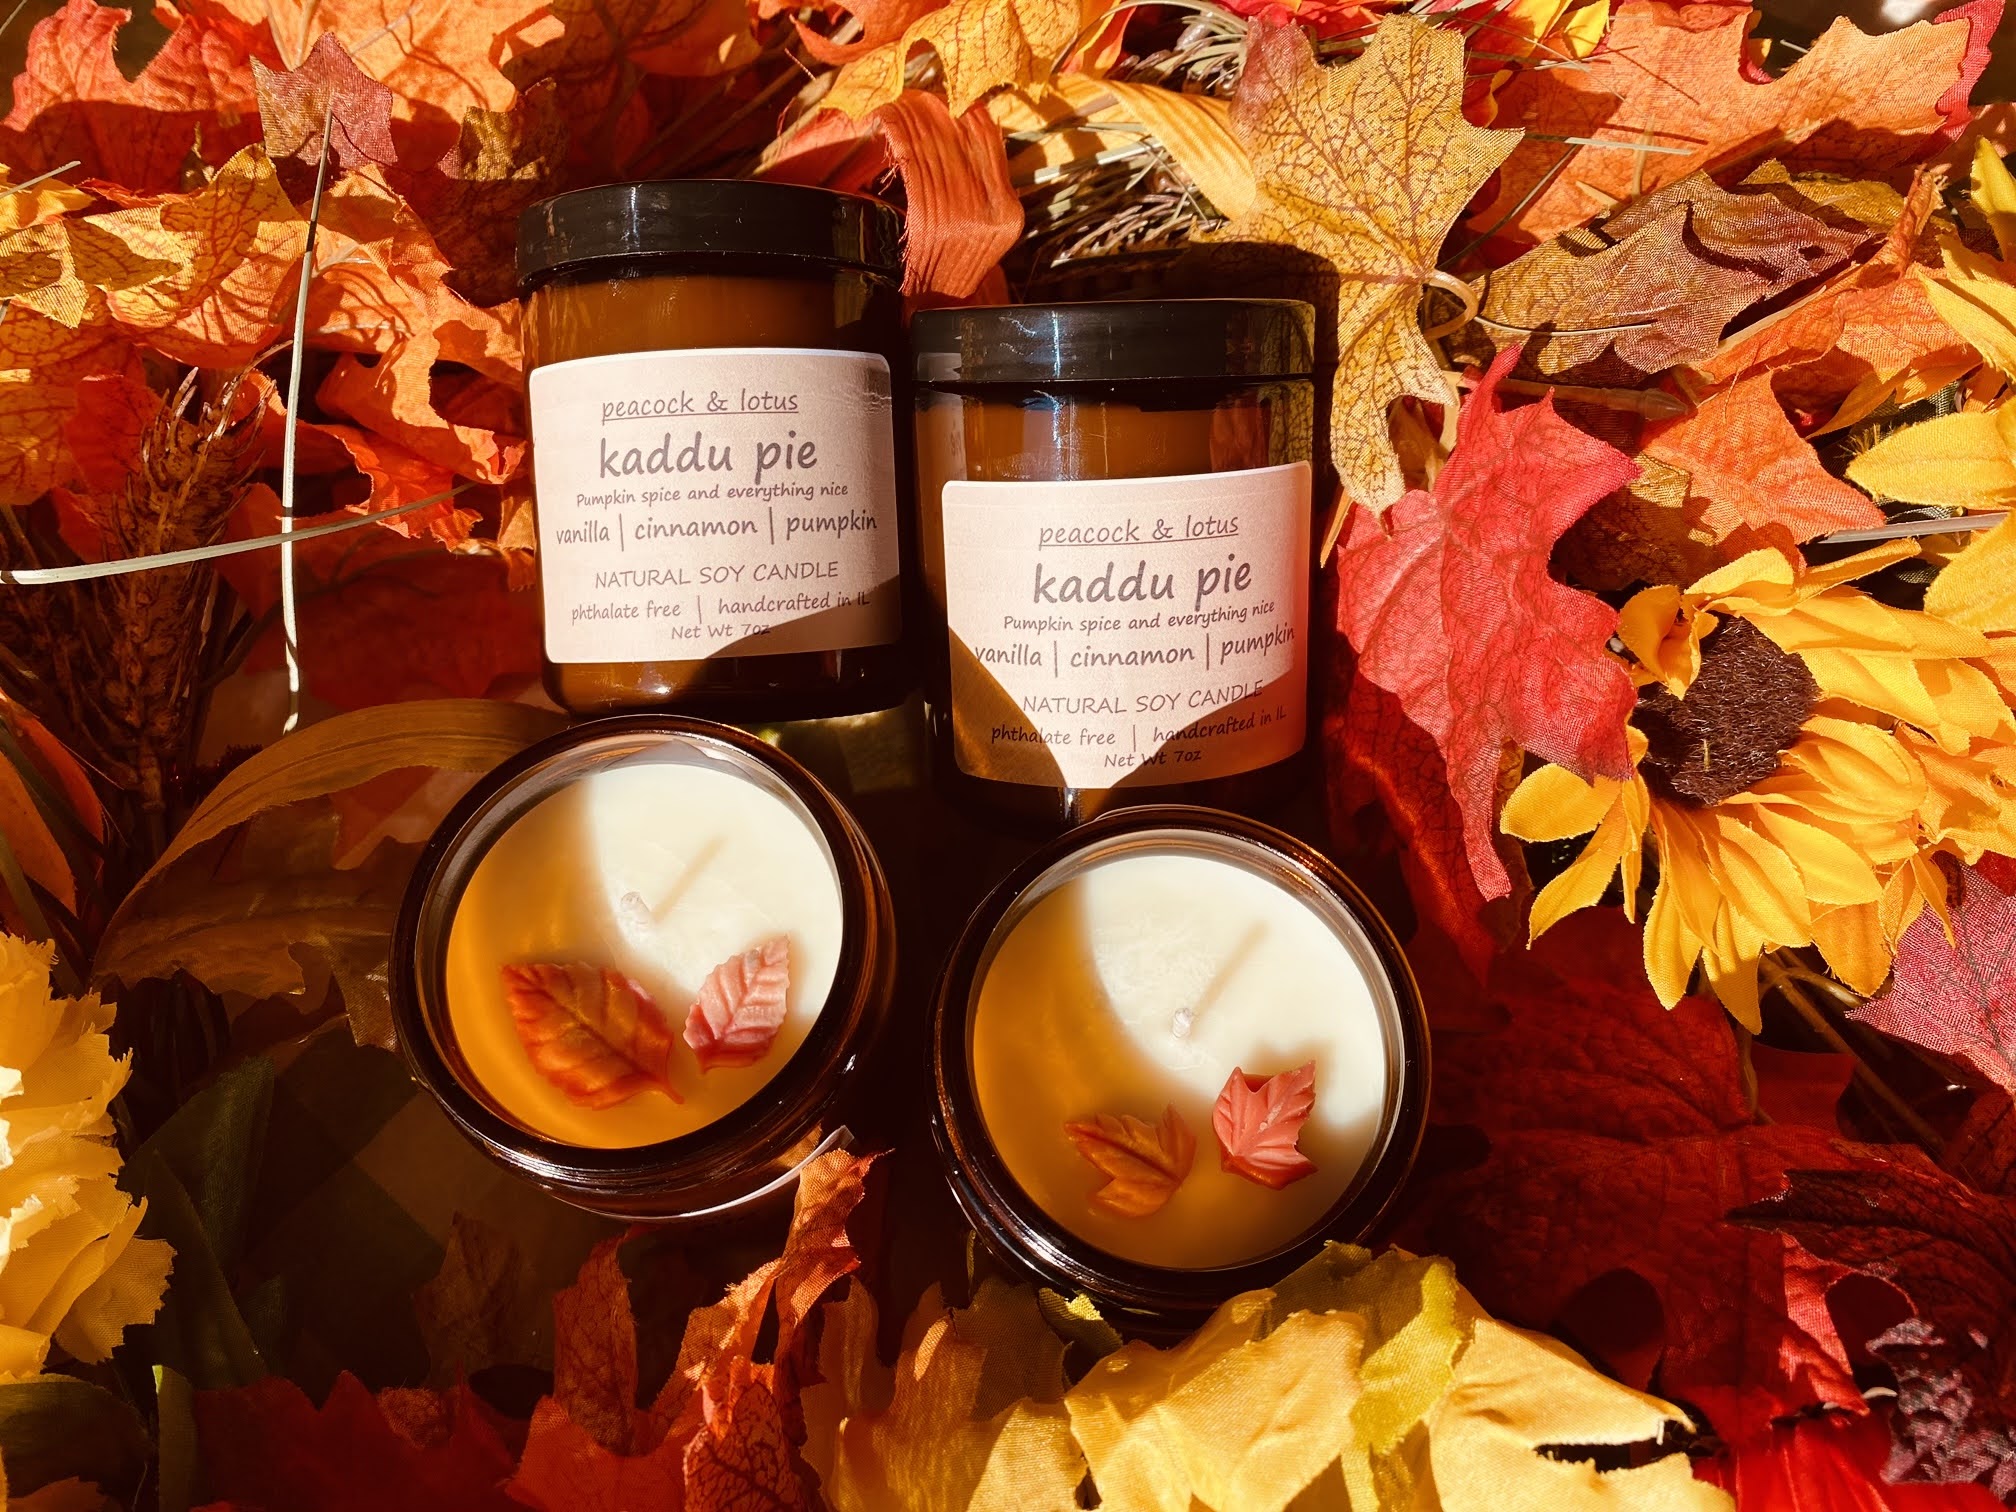 peacock & lotus
kaddu pie
Pumpkin spice and everything nice
vanilla | cinnamon | pumpkin
NATURAL SOY CANDLE
phthalate free | handcrafted in IL
Net Wt 7oz
peacock & lotus
kaddu pie
Pumpkin spice and everything nice
vanilla | cinnamon | pumpkin
NATURAL SOY CANDLE
phthalate free | handcrafted in IL
Net Wt 7oz